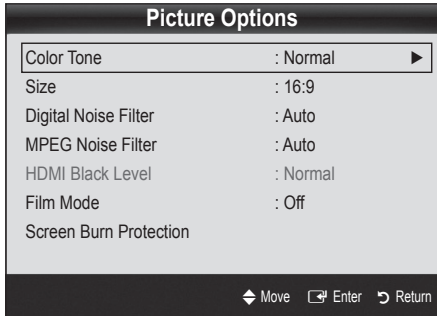 Picture Options
Color Tone : Normal ►
Size : 16:9
Digital Noise Filter : Auto
MPEG Noise Filter : Auto
HDMI Black Level : Normal
Film Mode : Off
Screen Burn Protection
Move Enter Return